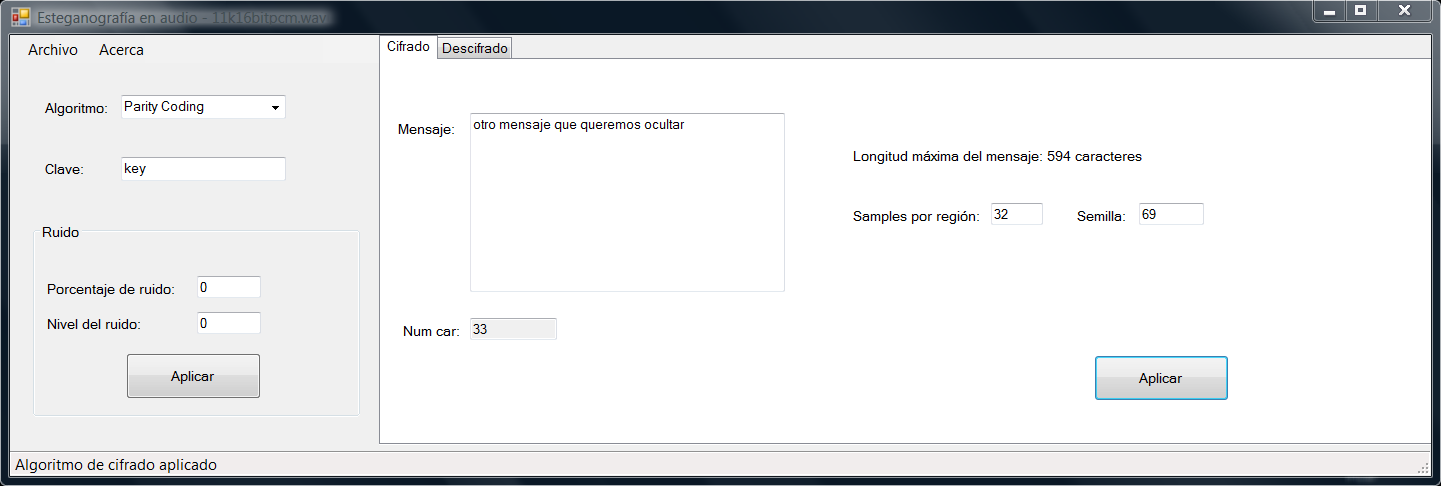 Esteganografía en audio - 11k16bitpcm.wav
Archivo Acerca
Cifrado Descifrado
Algoritmo: Parity Coding
Clave: key
Ruido
Porcentaje de ruido: 0
Nivel del ruido: 0
Aplicar
Mensaje: otro mensaje que queremos ocultar
Num car: 33
Longitud máxima del mensaje: 594 caracteres
Samples por región: 32 Semilla: 69
Aplicar
Algoritmo de cifrado aplicado